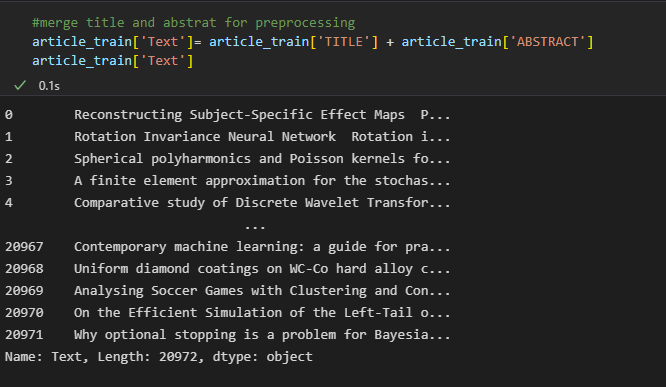 #merge title and abstrat for preprocessing
article_train['Text']= article_train['TITLE'] + article_train['ABSTRACT']
article_train['Text']
0.1s
0        Reconstructing Subject-Specific Effect Maps  P...
1        Rotation Invariance Neural Network  Rotation i...
2        Spherical polyharmonics and Poisson kernels fo...
3        A finite element approximation for the stochas...
4        Comparative study of Discrete Wavelet Transfor...
                               ...
20967    Contemporary machine learning: a guide for pra...
20968    Uniform diamond coatings on WC-Co hard alloy c...
20969    Analysing Soccer Games with Clustering and Con...
20970    On the Efficient Simulation of the Left-Tail o...
20971    Why optional stopping is a problem for Bayesia...
Name: Text, Length: 20972, dtype: object